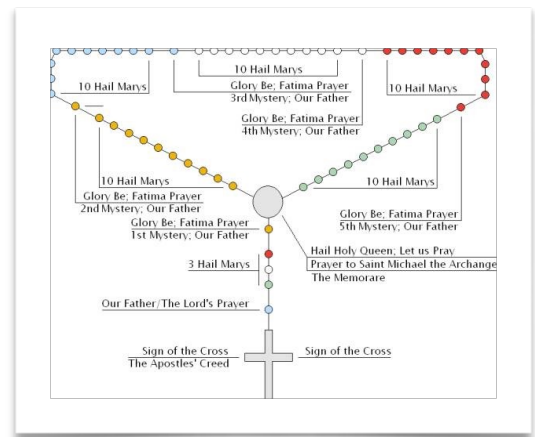 10 Hail Marys
10 Hail Marys
Glory Be; Fatima Prayer
3rd Mystery; Our Father
10 Hail Marys
Glory Be; Fatima Prayer
4th Mystery; Our Father
10 Hail Marys
Glory Be; Fatima Prayer
2nd Mystery; Our Father
10 Hail Marys
Glory Be; Fatima Prayer
5th Mystery; Our Father
Glory Be; Fatima Prayer
1st Mystery; Our Father
Hail Holy Queen; Let us Pray
Prayer to Saint Michael the Archange
The Memorare
3 Hail Marys
Our Father/The Lord's Prayer
Sign of the Cross
The Apostles' Creed
Sign of the Cross